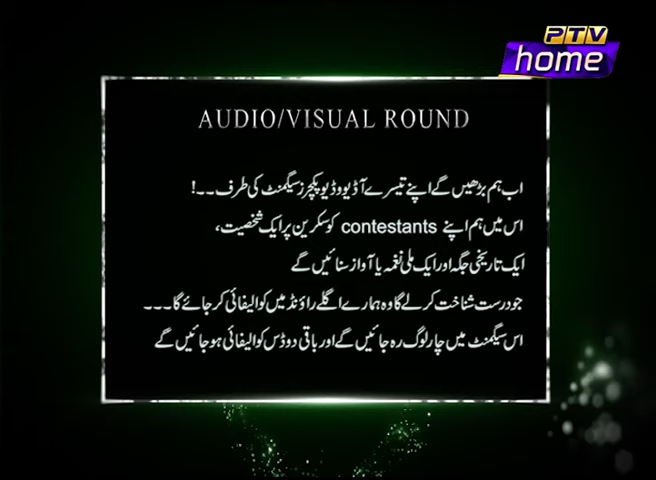 PTV
home
AUDIO/VISUAL ROUND
اب ہم بڑھیں گے اپنے تیسرے آڈیو وڈیو پکچرز سیگمنٹ کی طرف ۔۔!
اس میں ہم اپنے contestants کو سکرین پر ایک شخصیت،
ایک تاریخی جگہ اور ایک ملی نغمہ یا آواز سنائیں گے
جو درست شناخت کرلے گا وہ ہمارے اگلے راؤنڈ میں کوالیفائی کر جائے گا ۔۔۔
اس سیگمنٹ میں چار لوگ رہ جائیں گے اور باقی دو ڈس کوالیفائی ہو جائیں گے